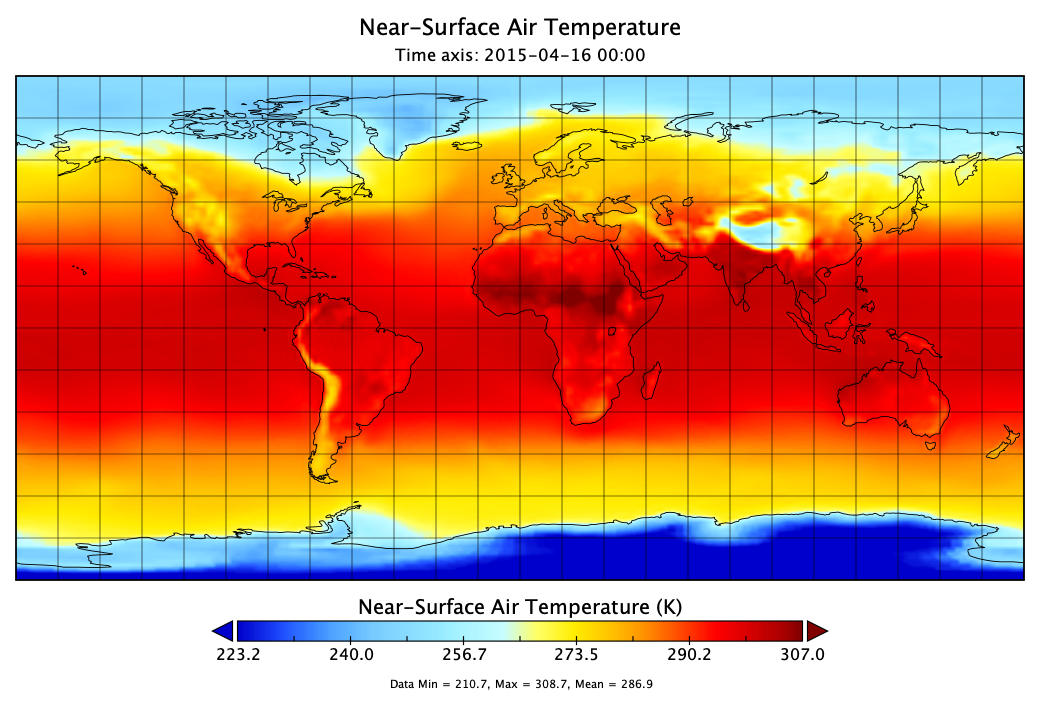 Near-Surface Air Temperature
Time axis: 2015-04-16 00:00
Near-Surface Air Temperature (K)
223.2 240.0 256.7 273.5 290.2 307.0
Data Min = 210.7, Max = 308.7, Mean = 286.9